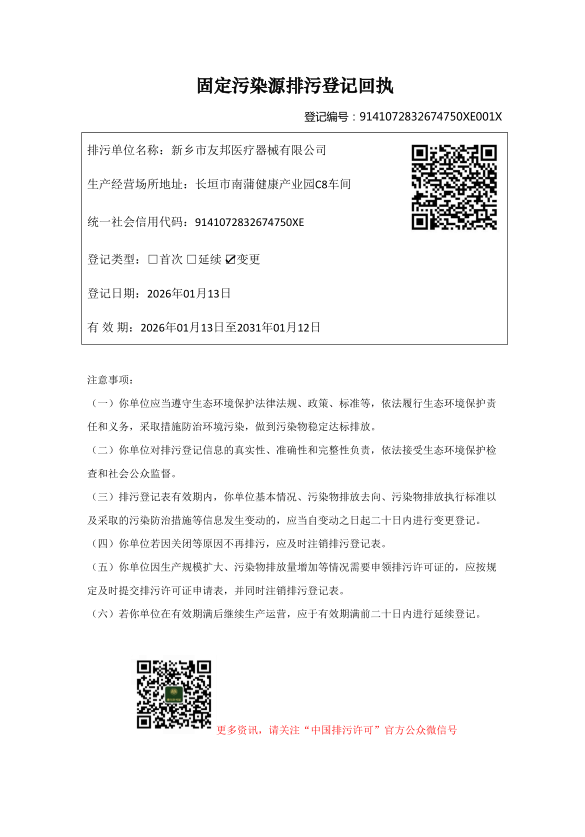 固定污染源排污登记回执
登记编号：9141072832674750XE001X
排污单位名称：新乡市友邦医疗器械有限公司
生产经营场所地址：长垣市南蒲健康产业园C8车间
统一社会信用代码：9141072832674750XE
登记类型：□首次 □延续 ☑变更
登记日期：2026年01月13日
有 效 期：2026年01月13日至2031年01月12日
注意事项：
（一）你单位应当遵守生态环境保护法律法规、政策、标准等，依法履行生态环境保护责
任和义务，采取措施防治环境污染，做到污染物稳定达标排放。
（二）你单位对排污登记信息的真实性、准确性和完整性负责，依法接受生态环境保护检
查和社会公众监督。
（三）排污登记表有效期内，你单位基本情况、污染物排放去向、污染物排放执行标准以
及采取的污染防治措施等信息发生变动的，应当自变动之日起二十日内进行变更登记。
（四）你单位若因关闭等原因不再排污，应及时注销排污登记表。
（五）你单位因生产规模扩大、污染物排放量增加等情况需要申领排污许可证的，应按规
定及时提交排污许可证申请表，并同时注销排污登记表。
（六）若你单位在有效期满后继续生产运营，应于有效期满前二十日内进行延续登记。
更多资讯，请关注“中国排污许可”官方公众微信号